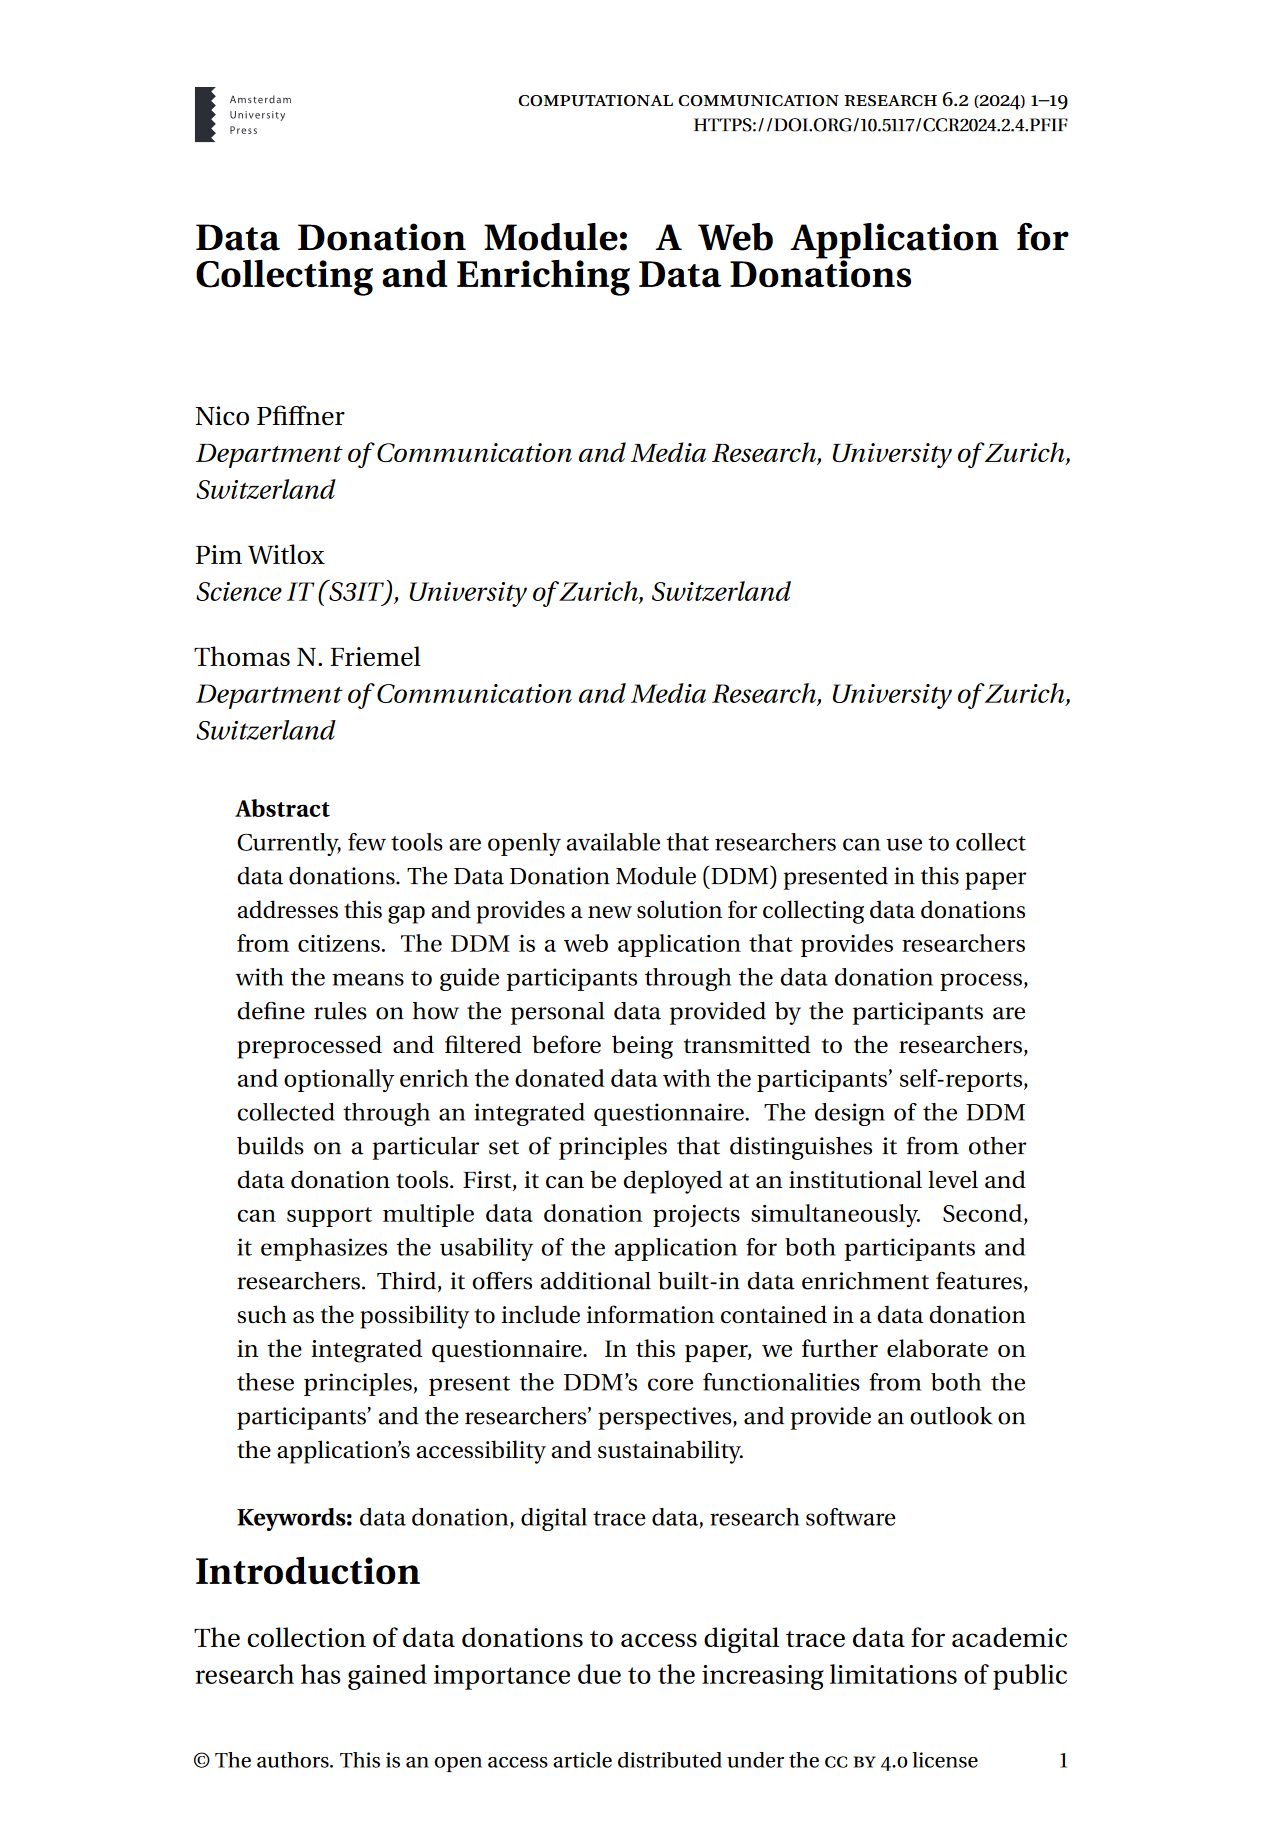 Amsterdam
University
Press
COMPUTATIONAL COMMUNICATION RESEARCH 6.2 (2024) 1–19
HTTPS://DOI.ORG/10.5117/CCR2024.2.4.PFIF
Data Donation Module: A Web Application for
Collecting and Enriching Data Donations
Nico Pfiffner
Department of Communication and Media Research, University of Zurich,
Switzerland
Pim Witlox
Science IT (S3IT), University of Zurich, Switzerland
Thomas N. Friemel
Department of Communication and Media Research, University of Zurich,
Switzerland
Abstract
Currently, few tools are openly available that researchers can use to collect
data donations. The Data Donation Module (DDM) presented in this paper
addresses this gap and provides a new solution for collecting data donations
from citizens. The DDM is a web application that provides researchers
with the means to guide participants through the data donation process,
define rules on how the personal data provided by the participants are
preprocessed and filtered before being transmitted to the researchers,
and optionally enrich the donated data with the participants’ self-reports,
collected through an integrated questionnaire. The design of the DDM
builds on a particular set of principles that distinguishes it from other
data donation tools. First, it can be deployed at an institutional level and
can support multiple data donation projects simultaneously. Second,
it emphasizes the usability of the application for both participants and
researchers. Third, it offers additional built-in data enrichment features,
such as the possibility to include information contained in a data donation
in the integrated questionnaire. In this paper, we further elaborate on
these principles, present the DDM’s core functionalities from both the
participants’ and the researchers’ perspectives, and provide an outlook on
the application’s accessibility and sustainability.
Keywords: data donation, digital trace data, research software
Introduction
The collection of data donations to access digital trace data for academic
research has gained importance due to the increasing limitations of public
© The authors. This is an open access article distributed under the CC BY 4.0 license 1